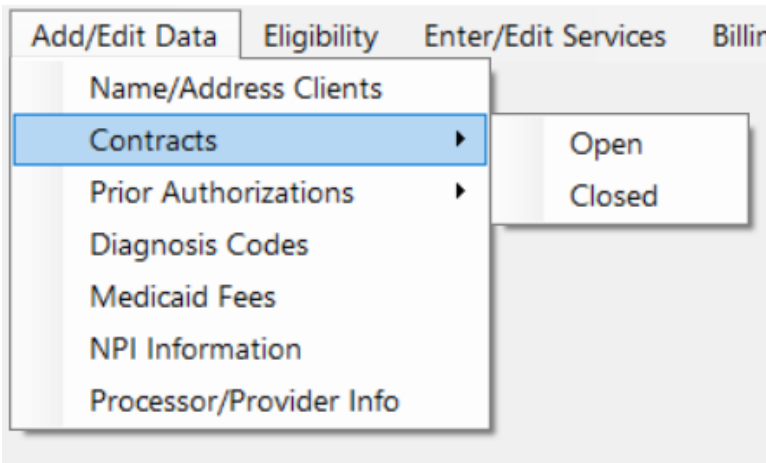 Add/Edit Data Eligibility Enter/Edit Services
Name/Address Clients
Contracts
Open
Prior Authorizations
Closed
Diagnosis Codes
Medicaid Fees
NPI Information
Processor/Provider Info